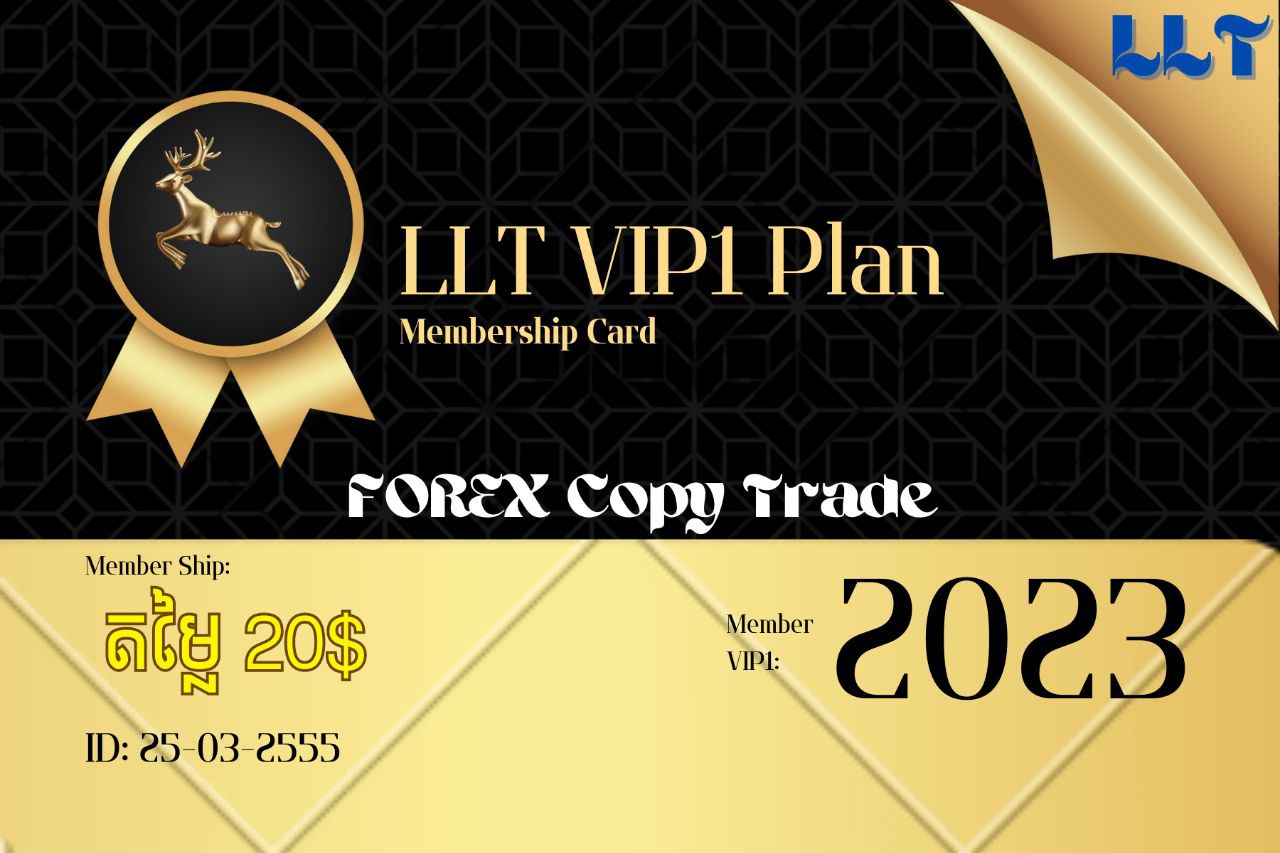 LLT
LLT VIP1 Plan
Membership Card
FOREX Copy Trade
Member Ship:
តម្លៃ 20$
ID: 25-03-2555
Member
VIP1:
2023